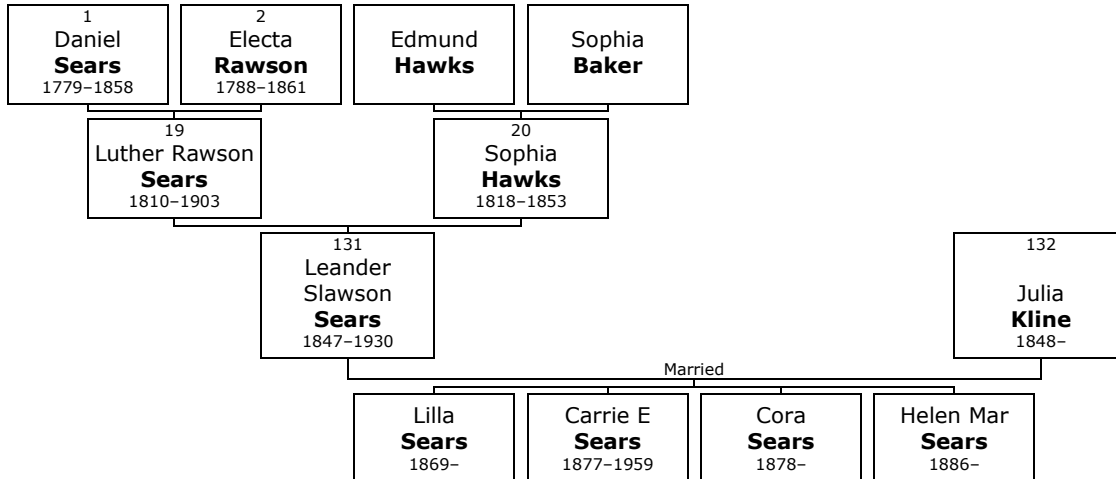 1
Daniel
Sears
1779–1858
2
Electa
Rawson
1788–1861
Edmund
Hawks
Sophia
Baker
19
Luther Rawson
Sears
1810–1903
20
Sophia
Hawks
1818–1853
131
Leander
Slawson
Sears
1847–1930
132
Julia
Kline
1848–
Married
Lilla
Sears
1869–
Carrie E
Sears
1877–1959
Cora
Sears
1878–
Helen Mar
Sears
1886–